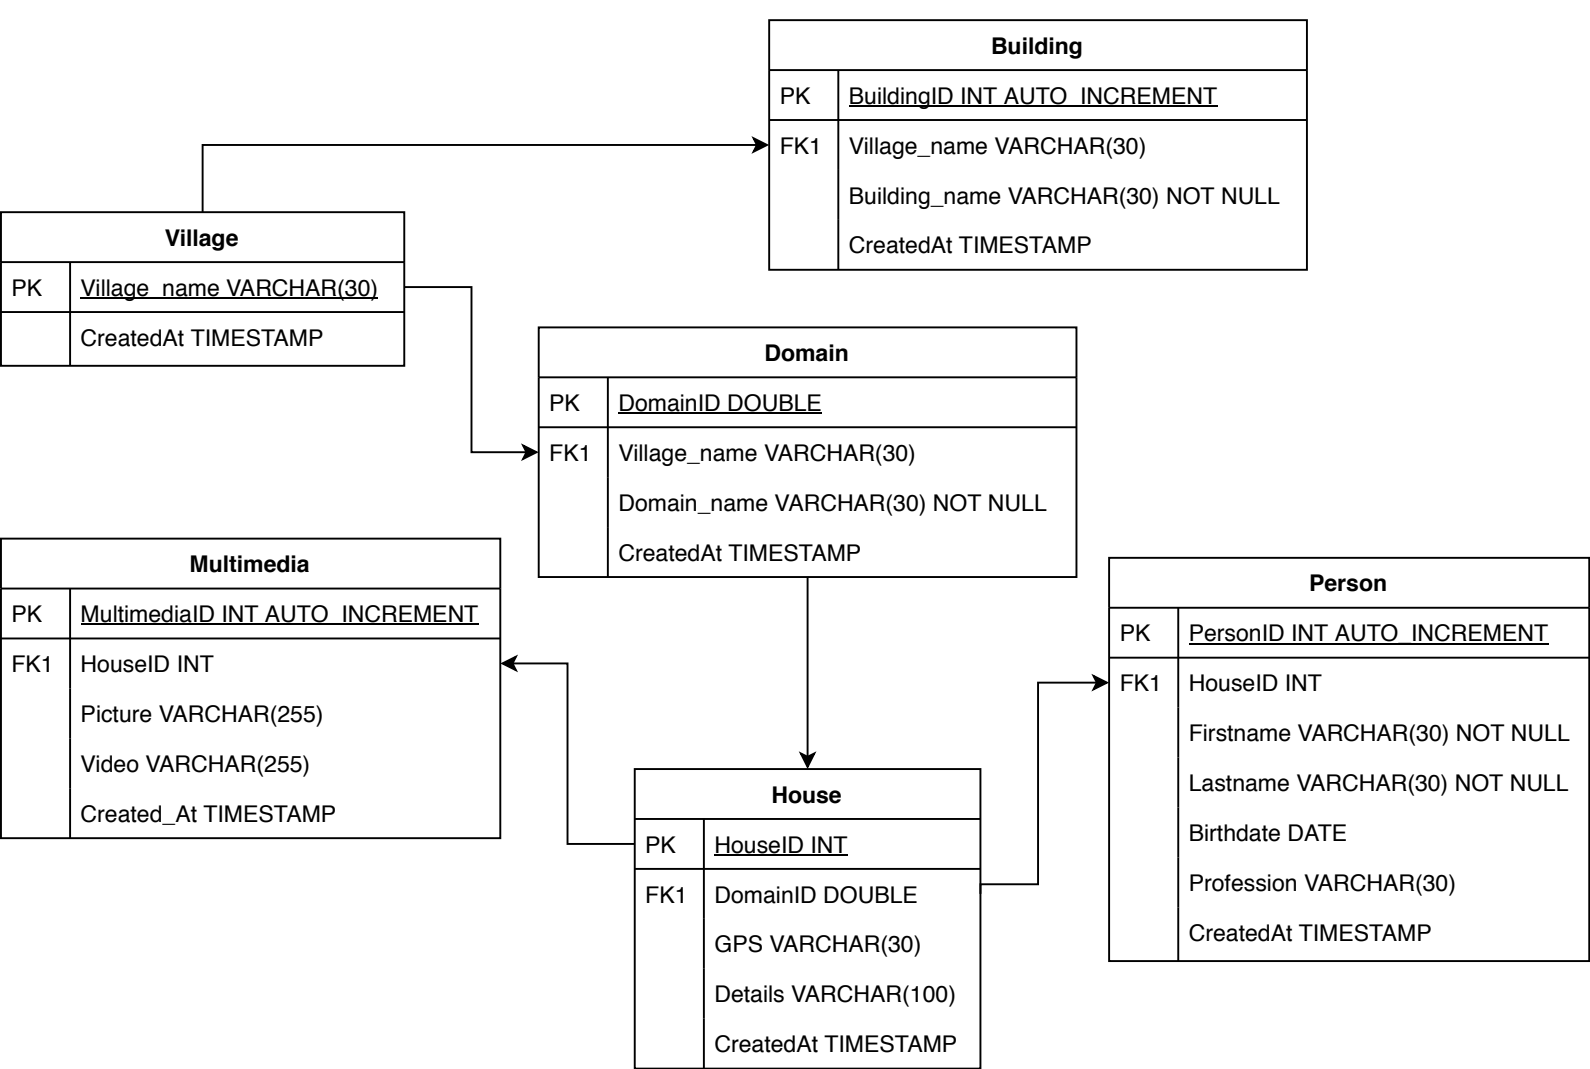 Building
PK BuildingID INT AUTO_INCREMENT
FK1 Village_name VARCHAR(30)
Building_name VARCHAR(30) NOT NULL
CreatedAt TIMESTAMP
Village
PK Village_name VARCHAR(30)
CreatedAt TIMESTAMP
Domain
PK DomainID DOUBLE
FK1 Village_name VARCHAR(30)
Domain_name VARCHAR(30) NOT NULL
CreatedAt TIMESTAMP
Multimedia
PK MultimediaID INT AUTO_INCREMENT
FK1 HouseID INT
Picture VARCHAR(255)
Video VARCHAR(255)
Created_At TIMESTAMP
Person
PK PersonID INT AUTO_INCREMENT
FK1 HouseID INT
Firstname VARCHAR(30) NOT NULL
Lastname VARCHAR(30) NOT NULL
Birthdate DATE
Profession VARCHAR(30)
CreatedAt TIMESTAMP
House
PK HouseID INT
FK1 DomainID DOUBLE
GPS VARCHAR(30)
Details VARCHAR(100)
CreatedAt TIMESTAMP